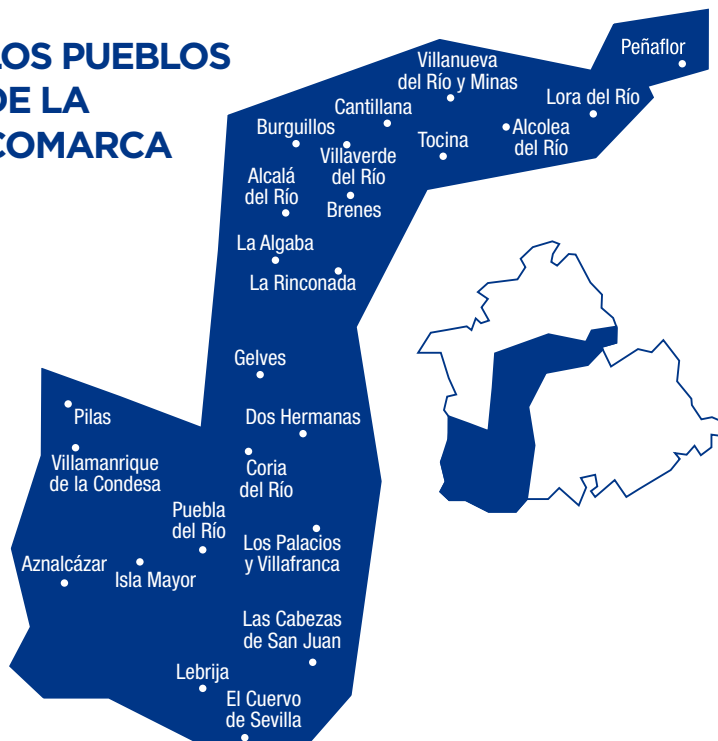 LOS PUEBLOS
DE LA
COMARCA
Peñaflor
Villanueva
del Río y Minas
Lora del Río
Cantillana
Alcolea
del Río
Burguillos
Tocina
Villaverde
del Río
Alcalá
del Río
Brenes
La Algaba
La Rinconada
Gelves
Pilas
Dos Hermanas
Villamanrique
de la Condesa
Coria
del Río
Puebla
del Río
Los Palacios
y Villafranca
Aznalcázar
Isla Mayor
Las Cabezas
de San Juan
Lebrija
El Cuervo
de Sevilla